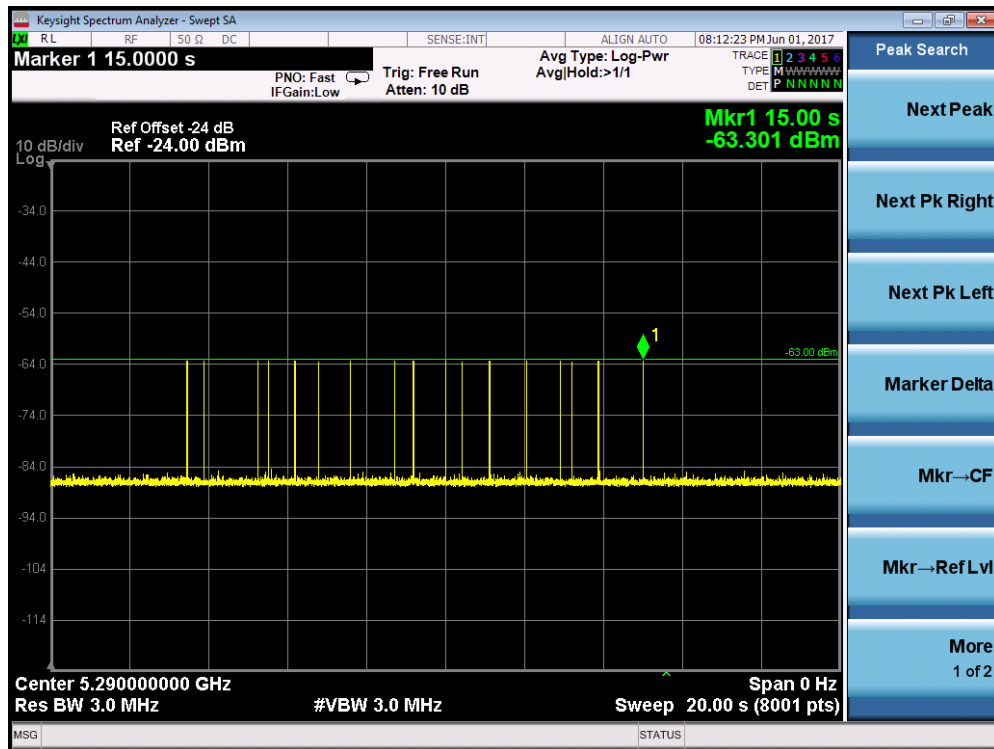 Keysight Spectrum Analyzer - Swept SA
LXI RL RF 50 Ω DC SENSE:INT ALIGN AUTO 08:12:23 PM Jun 01, 2017
Marker 1 15.0000 s
PNO: Fast
IFGain:Low
Trig: Free Run
Atten: 10 dB
Avg Type: Log-Pwr
Avg|Hold:>1/1
TRACE 1 2 3 4 5 6
TYPE M WWWWW
DET P N N N N N
Ref Offset -24 dB
10 dB/div Ref -24.00 dBm
Log
Mkr1 15.00 s
-63.301 dBm
-34.0
-44.0
-54.0
1
-63.00 dBm
-64.0
-74.0
-84.0
-94.0
-104
-114
Center 5.290000000 GHz Span 0 Hz
Res BW 3.0 MHz #VBW 3.0 MHz Sweep 20.00 s (8001 pts)
MSG STATUS
Peak Search
Next Peak
Next Pk Right
Next Pk Left
Marker Delta
Mkr→CF
Mkr→Ref Lvl
More
1 of 2